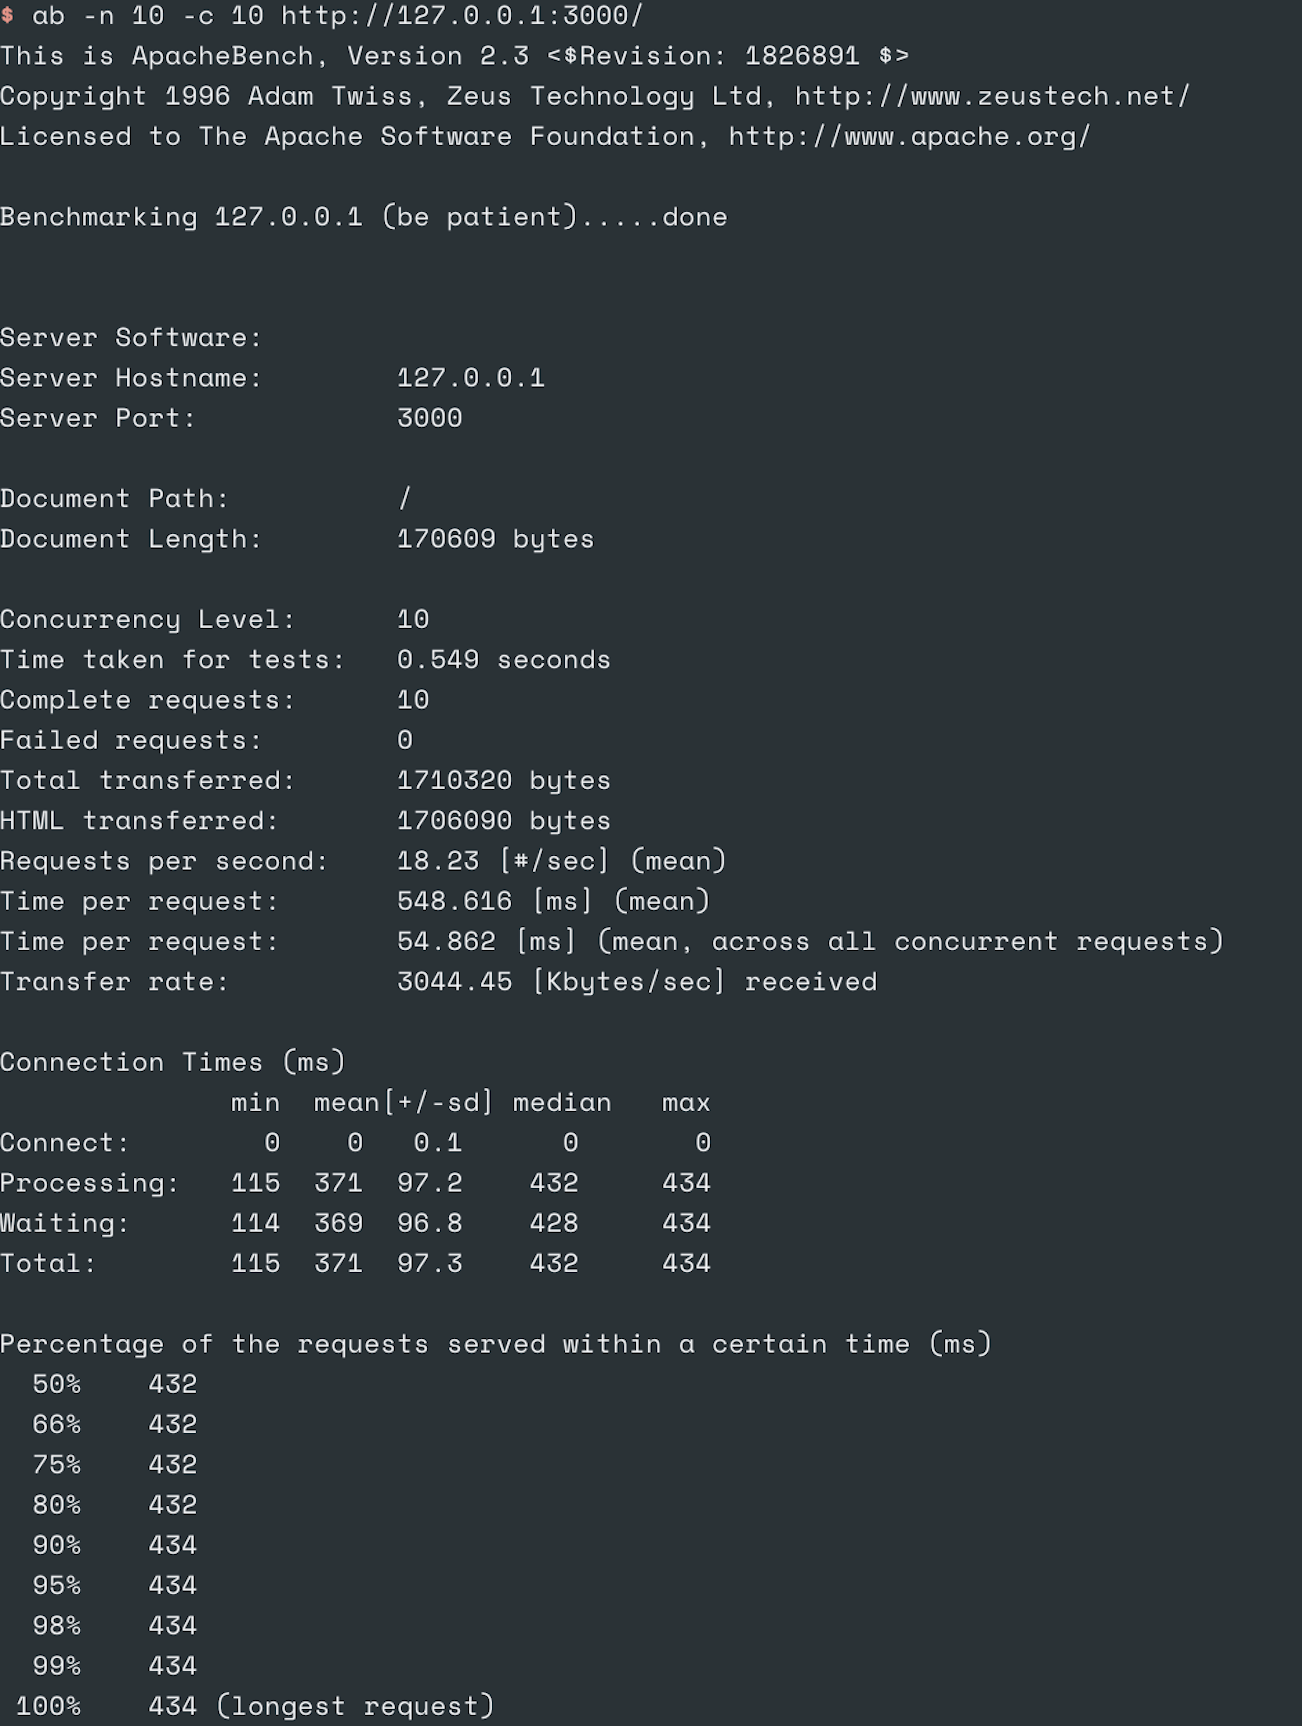 $ ab -n 10 -c 10 http://127.0.0.1:3000/
This is ApacheBench, Version 2.3 <$Revision: 1826891 $>
Copyright 1996 Adam Twiss, Zeus Technology Ltd, http://www.zeustech.net/
Licensed to The Apache Software Foundation, http://www.apache.org/

Benchmarking 127.0.0.1 (be patient).....done


Server Software:
Server Hostname:        127.0.0.1
Server Port:            3000

Document Path:          /
Document Length:        170609 bytes

Concurrency Level:      10
Time taken for tests:   0.549 seconds
Complete requests:      10
Failed requests:        0
Total transferred:      1710320 bytes
HTML transferred:       1706090 bytes
Requests per second:    18.23 [#/sec] (mean)
Time per request:       548.616 [ms] (mean)
Time per request:       54.862 [ms] (mean, across all concurrent requests)
Transfer rate:          3044.45 [Kbytes/sec] received

Connection Times (ms)
              min  mean[+/-sd] median   max
Connect:        0    0   0.1      0       0
Processing:   115  371  97.2    432     434
Waiting:      114  369  96.8    428     434
Total:        115  371  97.3    432     434

Percentage of the requests served within a certain time (ms)
  50%    432
  66%    432
  75%    432
  80%    432
  90%    434
  95%    434
  98%    434
  99%    434
 100%    434 (longest request)